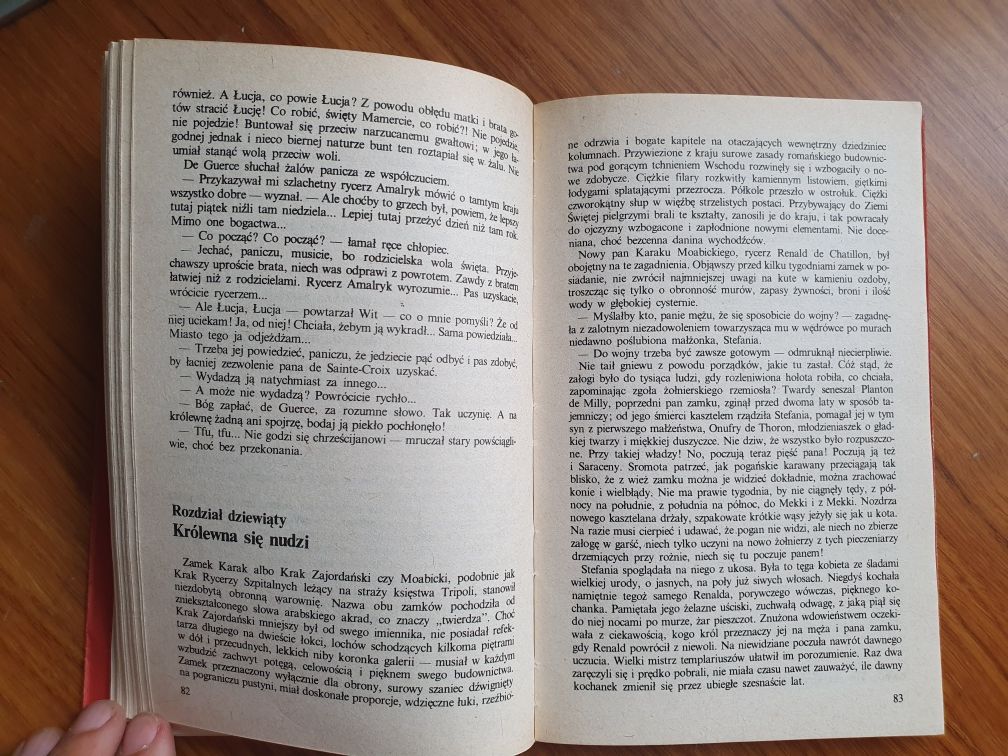 również. A Łucja, co powie Łucja? Z powodu obłędu matki i brata go-
tów stracić Łucję! Co robić, święty Mamercie, co robić?! Nie pojedzie,
nie pojedzie! Buntował się przeciw narzucanemu gwałtowi; w jego ła-
godnej jednak i nieco biernej naturze bunt ten roztapiał się w żalu. Nie
umiał stanąć wolą przeciw woli.
De Guerce słuchał żalów panicza ze współczuciem.
— Przykazywał mi szlachetny rycerz Amalryk mówić o tamtym kraju
wszystko dobre — wyznał. — Ale choćby to grzech był, powiem, że lepszy
tutaj piątek niźli tam niedziela... Lepiej tutaj przeżyć dzień niż tam rok.
Mimo one bogactwa...
— Co począć? Co począć? — łamał ręce chłopiec.
— Jechać, paniczu, musicie, bo rodzicielska wola święta. Przyje-
chawszy uproście brata, niech was odprawi z powrotem. Zawdy z bratem
łatwiej niż z rodzicielami. Rycerz Amalryk wyrozumie... Pas uzyskacie,
wrócicie rycerzem...
— Ale Łucja, Łucja — powtarzał Wit — co o mnie pomyśli? Że od
niej uciekam! Ja, od niej! Chciała, żebym ją wykradł... Sama powiedziała...
Miasto tego ja odjeżdżam...
— Trzeba jej powiedzieć, paniczu, że jedziecie pąć odbyć i pas zdobyć,
by łacniej zezwolenie pana de Sainte-Croix uzyskać.
— Wydadzą ją natychmiast za innego...
— A może nie wydadzą? Powrócicie rychło...
— Bóg zapłać, de Guerce, za rozumne słowo. Tak uczynię. A na
królewnę żadną ani spojrzę, bodaj ją piekło pochłonęło!
— Tfu, tfu... Nie godzi się chrześcijanowi — mruczał stary powściągli-
wie, choć bez przekonania.
Rozdział dziewiąty
Królewna się nudzi
Zamek Karak albo Krak Zajordański czy Moabicki, podobnie jak
Krak Rycerzy Szpitalnych leżący na straży księstwa Tripoli, stanowił
niezdobytą obronną warownię. Nazwa obu zamków pochodziła od
zniekształconego słowa arabskiego akrad, co znaczy „twierdza”. Choć
Krak Zajordański mniejszy był od swego imiennika, nie posiadał refek-
tarza długiego na dwieście łokci, lochów schodzących kilkoma piętrami
w dół i przecudnych, lekkich niby koronka galerii — musiał w każdym
wzbudzić zachwyt potęgą, celowością i pięknem swego budownictwa.
Zamek przeznaczony wyłącznie dla obrony, surowy szaniec dźwignięty
na pograniczu pustyni, miał doskonałe proporcje, wdzięczne łuki, rzeźbio-
82
ne odrzwia i bogate kapitele na otaczających wewnętrzny dziedziniec
kolumnach. Przywiezione z kraju surowe zasady romańskiego budownic-
twa pod gorącym tchnieniem Wschodu rozwinęły się i wzbogaciły o no-
we zdobycze. Ciężkie filary rozkwitły kamiennym listowiem, giętkimi
łodygami splatającymi przezrocza. Półkole przeszło w ostrołuk. Ciężki
czworokątny słup w więźbę strzelistych postaci. Przybywający do Ziemi
Świętej pielgrzymi brali te kształty, zanosili je do kraju, i tak powracały
do ojczyzny wzbogacone i zapłodnione nowymi elementami. Nie doce-
niana, choć bezcenna danina wychodźców.
Nowy pan Karaku Moabickiego, rycerz Renald de Chatillon, był
obojętny na te zagadnienia. Objąwszy przed kilku tygodniami zamek w po-
siadanie, nie zwrócił najmniejszej uwagi na kute w kamieniu ozdoby,
troszcząc się tylko o obronność murów, zapasy żywności, broni i ilość
wody w głębokiej cysternie.
— Myślałby kto, panie mężu, że się sposobicie do wojny? — zagadnę-
ła z zalotnym niezadowoleniem towarzysząca mu w wędrówce po murach
niedawno poślubiona małżonka, Stefania.
— Do wojny trzeba być zawsze gotowym — odmruknął niecierpliwie.
Nie taił gniewu z powodu porządków, jakie tu zastał. Cóż stąd, że
załogi było do tysiąca ludzi, gdy rozleniwiona hołota robiła, co chciała,
zapominając zgoła żołnierskiego rzemiosła? Twardy seneszal Planton
de Milly, poprzedni pan zamku, zginął przed dwoma laty w sposób ta-
jemniczy; od jego śmierci kasztelem rządziła Stefania, pomagał jej w tym
syn z pierwszego małżeństwa, Onufry de Thoron, młodzieniaszek o gład-
kiej twarzy i miękkiej duszyczce. Nie dziw, że wszystko było rozpuszczo-
ne. Przy takiej władzy! No, poczują teraz pięść pana! Poczują ją też
i Saraceny. Sromota patrzeć, jak pogańskie karawany przeciągają tak
blisko, że z wież zamku można je widzieć dokładnie, można zrachować
konie i wielbłądy. Nie ma prawie tygodnia, by nie ciągnęły tędy, z pół-
nocy na południe, z południa na północ, do Mekki i z Mekki. Nozdrza
nowego kasztelana drżały, szpakowate krótkie wąsy jeżyły się jak u kota.
Na razie musi cierpieć i udawać, że pogan nie widzi, ale niech no zbierze
załogę w garść, niech tylko uczyni na nowo żołnierzy z tych pieczeniarzy
drzemiących przy rożnie, niech się tu poczuje panem!
Stefania spoglądała na niego z ukosa. Była to tęga kobieta ze śladami
wielkiej urody, o jasnych, na poły już siwych włosach. Niegdyś kochała
namiętnie tegoż samego Renalda, porywczego wówczas, pięknego ko-
chanka. Pamiętała jego żelazne uściski, zuchwałą odwagę, z jaką piął się
do niej nocami po murze, żar pieszczot. Znużona wdowieństwem oczeki-
wała z ciekawością, kogo król przeznaczy jej na męża i pana zamku,
gdy Renald powrócił z niewoli. Na niewidziane poczuła nawrót dawnego
uczucia. Wielki mistrz templariuszów ułatwił im porozumienie. Raz dwa
zaręczyli się i prędko pobrali, nie miała czasu nawet zauważyć, ile dawny
kochanek zmienił się przez ubiegłe szesnaście lat.
83